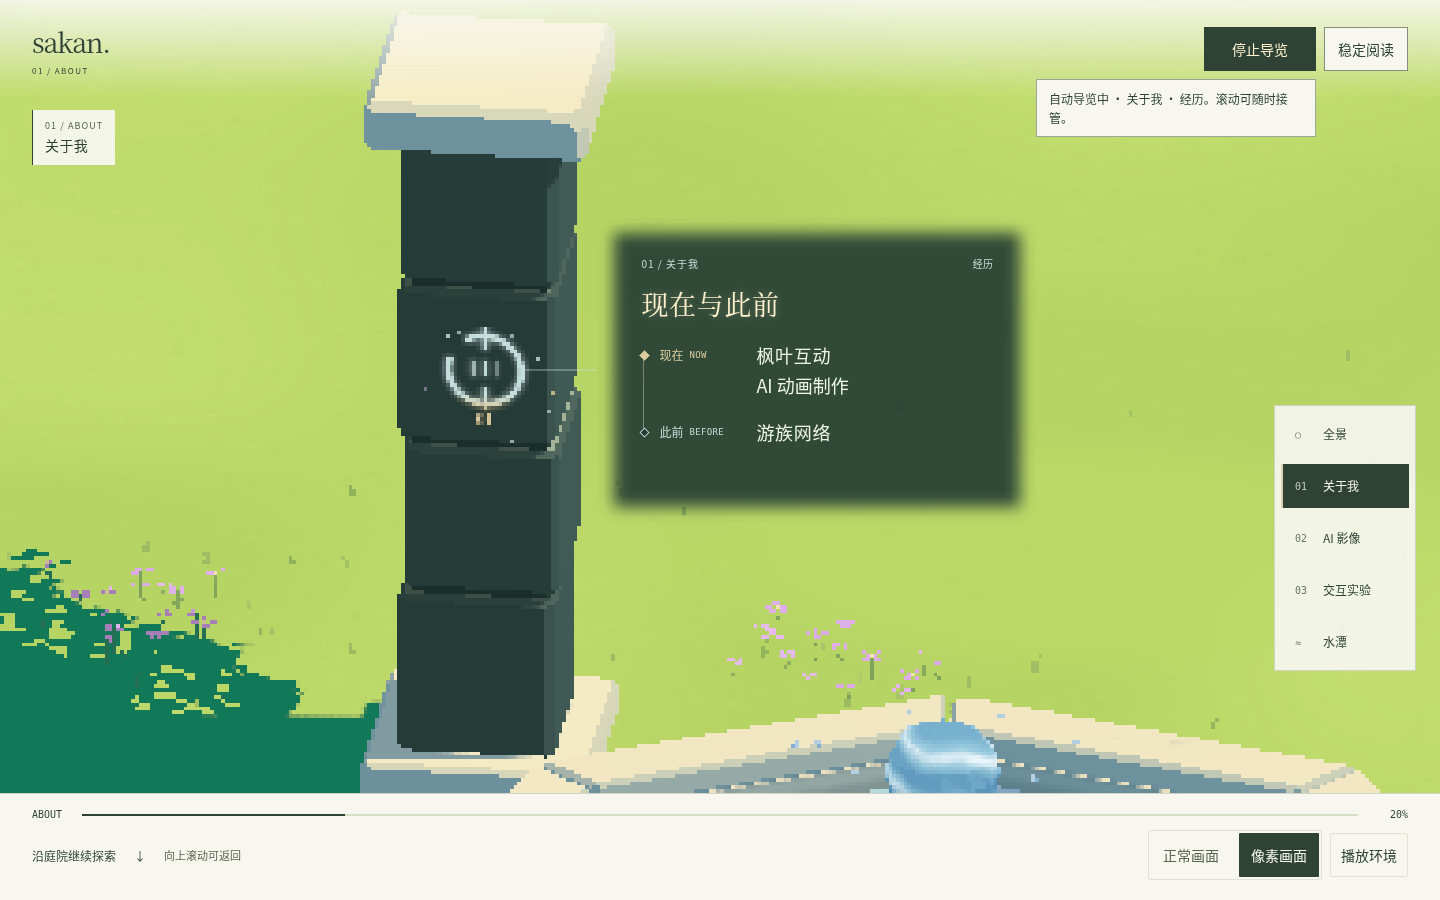 sakan.
01 / ABOUT
停止导览
稳定阅读
自动导览中 · 关于我 · 经历。滚动可随时接
管。
01 / ABOUT
关于我
01 / 关于我
经历
现在与此前
现在 NOW
枫叶互动
AI 动画制作
此前 BEFORE
游族网络
全景
01 关于我
02 AI 影像
03 交互实验
≈ 水潭
ABOUT
20%
沿庭院继续探索 ↓ 向上滚动可返回
正常画面
像素画面
播放环境